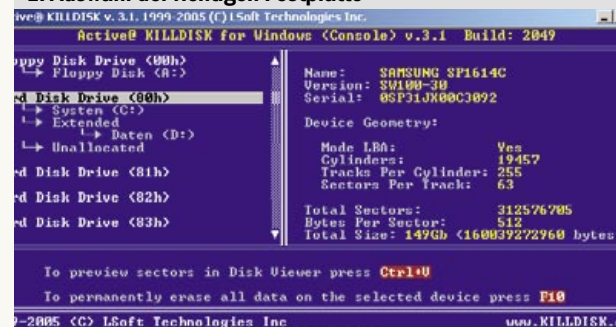 ive@ KILLDISK v. 3.1. 1999-2005 (C) LSoft Technologies Inc.
Active@ KILLDISK for Windows (Console) v.3.1 Build: 2049
oppy Disk Drive (00h)
Floppy Disk (A:)
rd Disk Drive (80h)
System (C:)
Extended
Daten (D:)
Unallocated
rd Disk Drive (81h)
rd Disk Drive (82h)
rd Disk Drive (83h)
Name: SAMSUNG SP1614C
Version: SW100-30
Serial: 0SP31JX00C3092
Device Geometry:
Mode LBA: Yes
Cylinders: 19457
Tracks Per Cylinder: 255
Sectors Per Track: 63
Total Sectors: 312576705
Bytes Per Sector: 512
Total Size: 149Gb (160039272960 bytes
To preview sectors in Disk Viewer press Ctrl+V
To permanently erase all data on the selected device press F10
9-2005 (C) LSoft Technologies Inc www.KILLDISK.